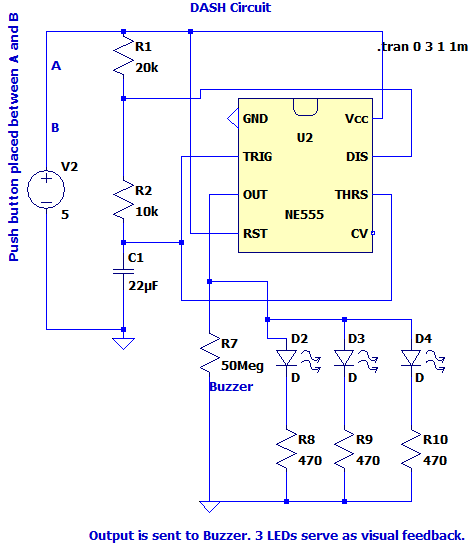 DASH Circuit
Push button placed between A and B
R1
20k
.tran 0 3 1 1m
A
B
GND
VCC
U2
TRIG
DIS
V2
5
R2
10k
OUT
THRS
NE555
RST
CV
C1
22µF
R7
50Meg
Buzzer
D2
D
D3
D
D4
D
R8
470
R9
470
R10
470
Output is sent to Buzzer. 3 LEDs serve as visual feedback.